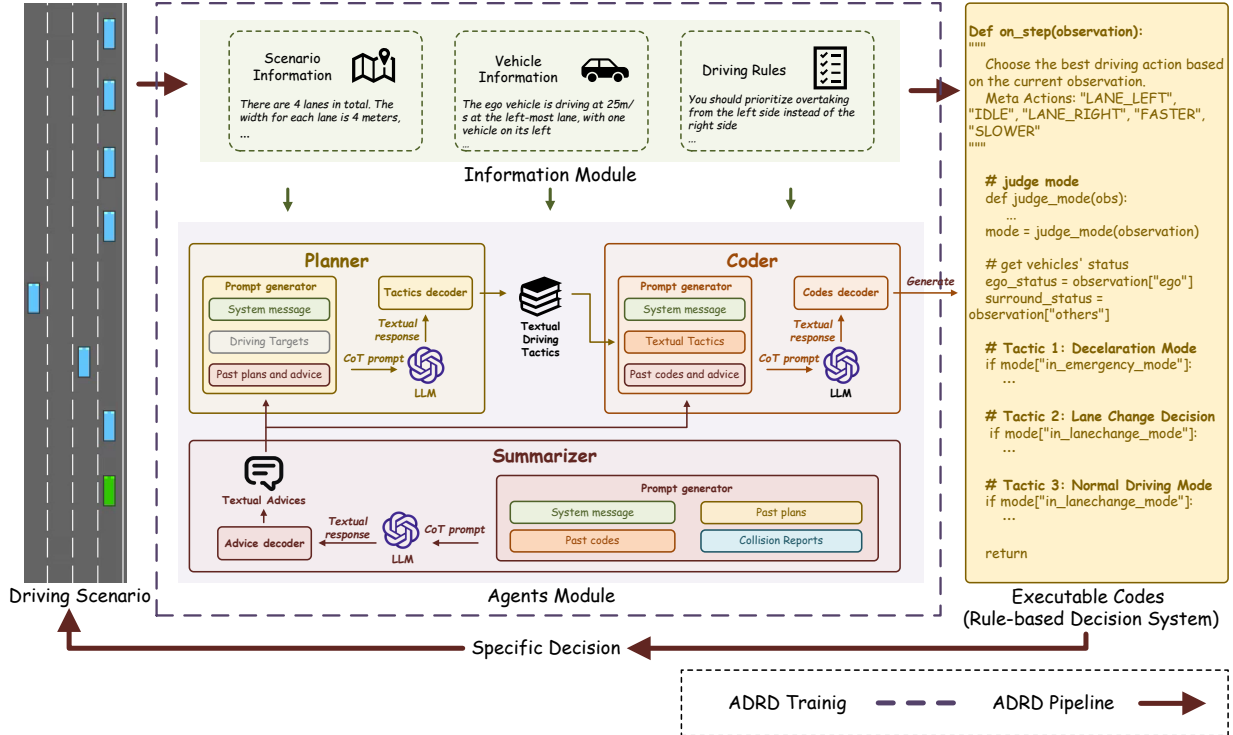 Scenario
Information
There are 4 lanes in total. The
width for each lane is 4 meters,
...
Vehicle
Information
The ego vehicle is driving at 25m/
s at the left-most lane, with one
vehicle on its left
...
Driving Rules
You should prioritize overtaking
from the left side instead of the
right side
...
Information Module
Planner
Prompt generator
System message
Driving Targets
Past plans and advice
CoT prompt
LLM
Textual
response
Tactics decoder
Textual
Driving
Tactics
Coder
Prompt generator
System message
Textual Tactics
Past codes and advice
CoT prompt
LLM
Textual
response
Codes decoder
Generate
Summarizer
Prompt generator
System message
Past plans
Past codes
Collision Reports
CoT prompt
LLM
Textual
response
Advice decoder
Textual Advices
Agents Module
Driving Scenario
Def on_step(observation):
"""
Choose the best driving action based
on the current observation.
Meta Actions: "LANE_LEFT",
"IDLE", "LANE_RIGHT", "FASTER",
"SLOWER"
"""
# judge mode
def judge_mode(obs):
...
mode = judge_mode(observation)
# get vehicles' status
ego_status = observation["ego"]
surround_status =
observation["others"]
# Tactic 1: Decelaration Mode
if mode["in_emergency_mode"]:
...
# Tactic 2: Lane Change Decision
if mode["in_lanechange_mode"]:
...
# Tactic 3: Normal Driving Mode
if mode["in_lanechange_mode"]:
...
return
Executable Codes
(Rule-based Decision System)
Specific Decision
ADRD Trainig
ADRD Pipeline